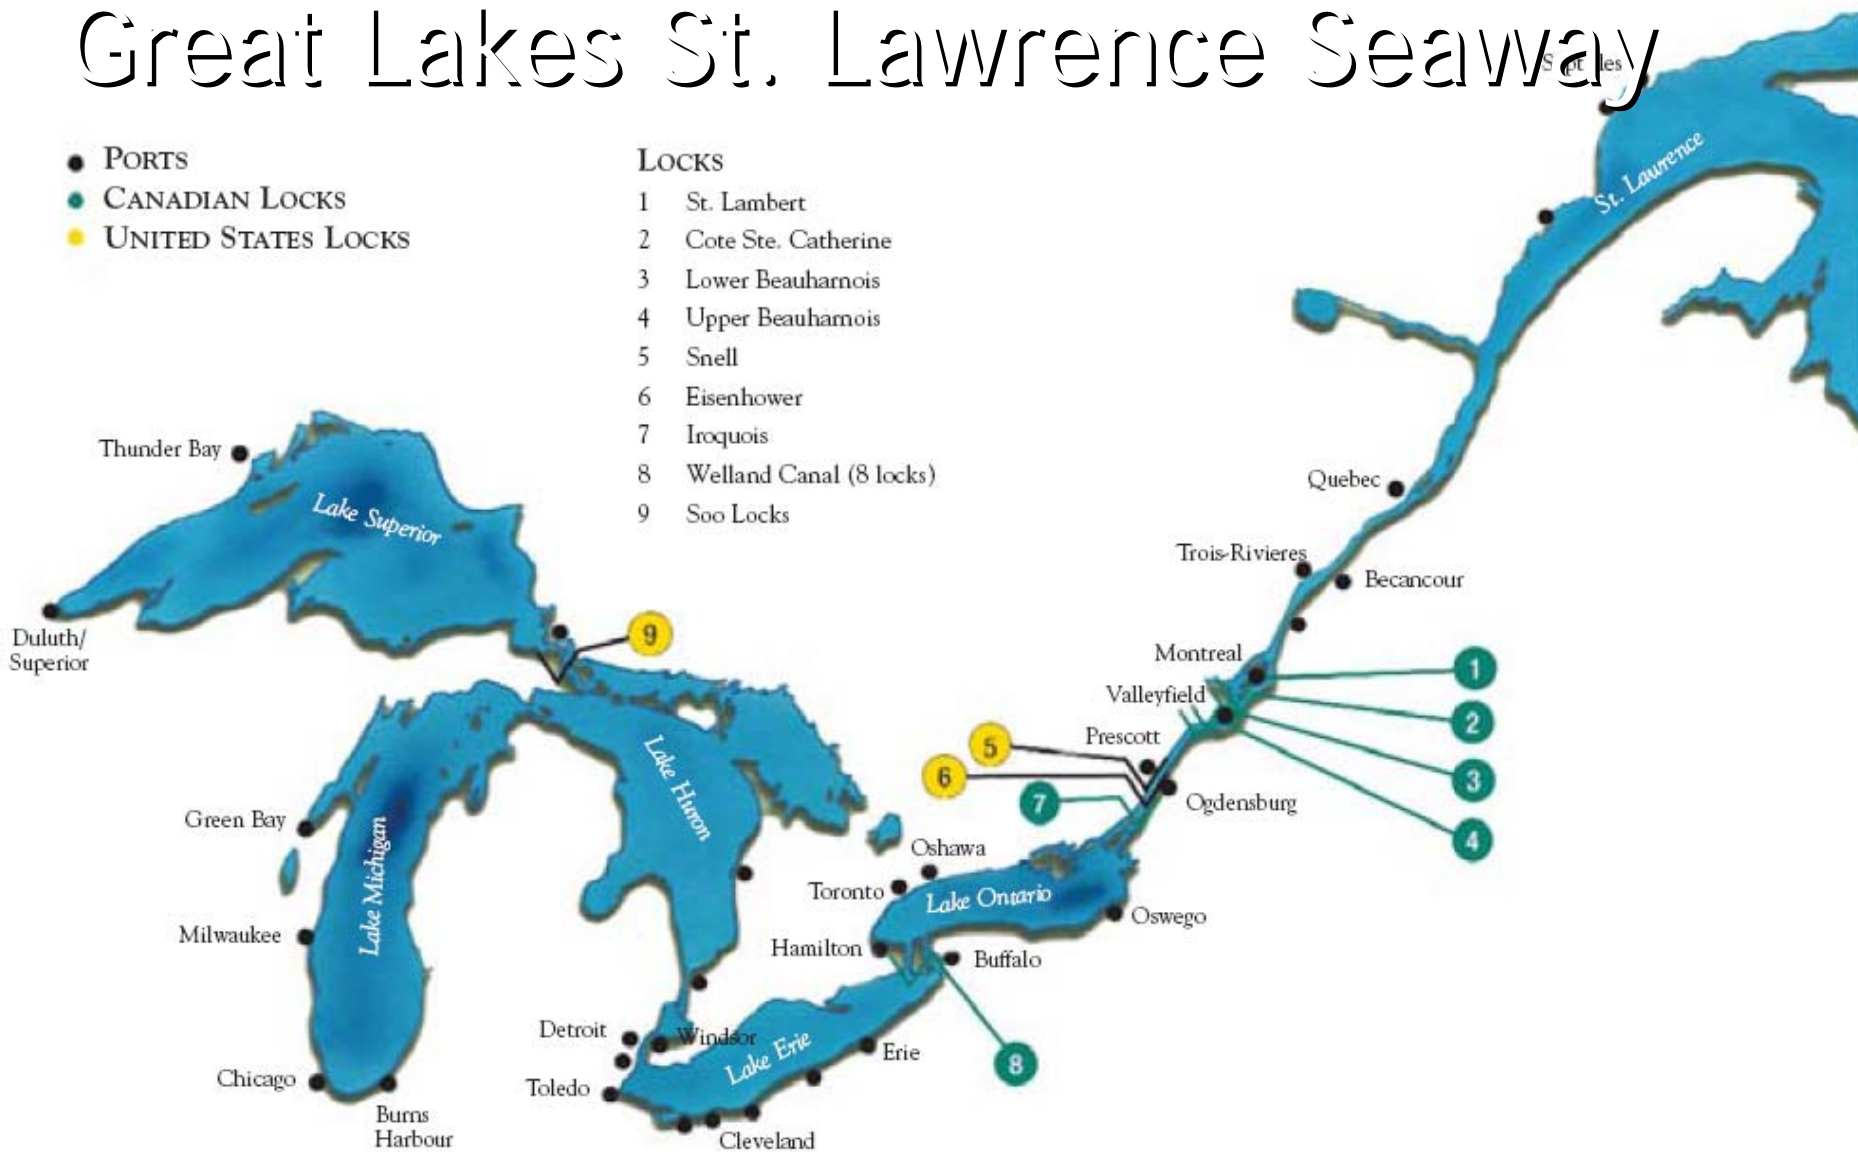 Great Lakes St. Lawrence Seaway
PORTS
CANADIAN LOCKS
UNITED STATES LOCKS
LOCKS
1 St. Lambert
2 Cote Ste. Catherine
3 Lower Beauharnois
4 Upper Beauharnois
5 Snell
6 Eisenhower
7 Iroquois
8 Welland Canal (8 locks)
9 Soo Locks
St. Lawrence
Thunder Bay
Lake Superior
Duluth/
Superior
9
Quebec
Trois-Rivieres
Becancour
Montreal
1
Valleyfield
2
Prescott
5
6
3
7
Ogdensburg
4
Lake Huron
Green Bay
Lake Michigan
Oshawa
Toronto
Lake Ontario
Oswego
Milwaukee
Hamilton
Buffalo
Detroit
Windsor
Lake Erie
Erie
8
Chicago
Toledo
Burns
Harbour
Cleveland